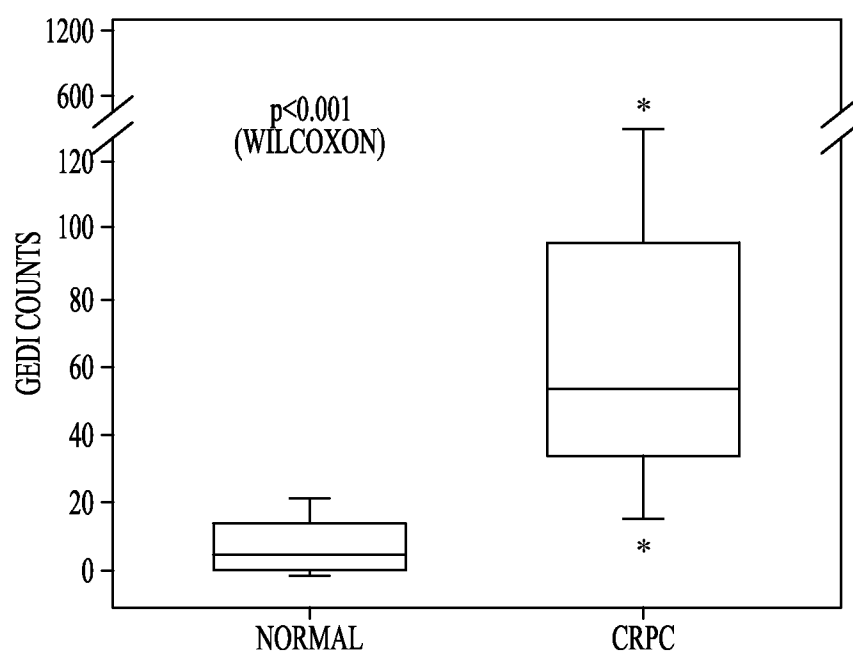 1200
600
p<0.001
(WILCOXON)
120
100
80
60
40
20
0
GEDI COUNTS
*
*
NORMAL
CRPC